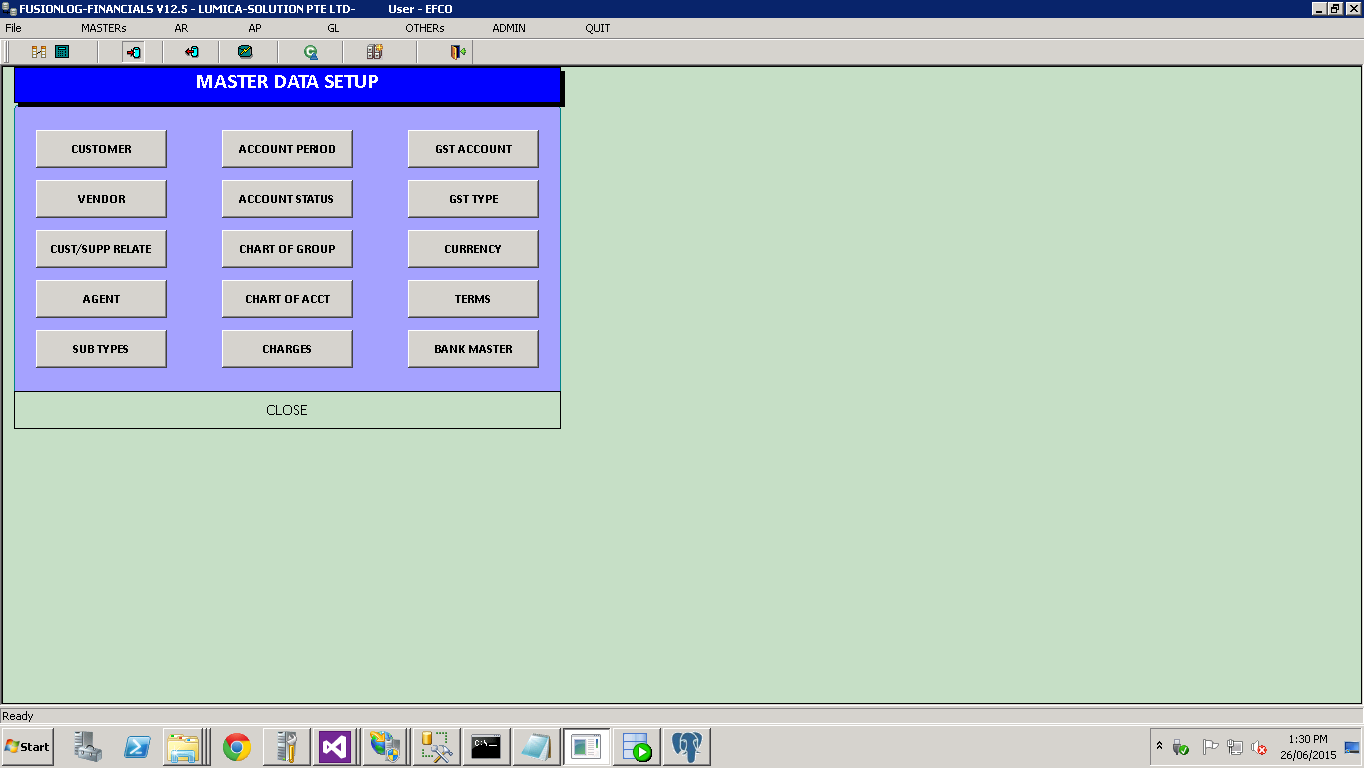 FUSIONLOG-FINANCIALS V12.5 - LUMICA-SOLUTION PTE LTD- User - EFCO
File MASTERs AR AP GL OTHERs ADMIN QUIT
MASTER DATA SETUP
CUSTOMER ACCOUNT PERIOD GST ACCOUNT
VENDOR ACCOUNT STATUS GST TYPE
CUST/SUPP RELATE CHART OF GROUP CURRENCY
AGENT CHART OF ACCT TERMS
SUB TYPES CHARGES BANK MASTER
CLOSE
Ready
Start C:\. 1:30 PM
26/06/2015